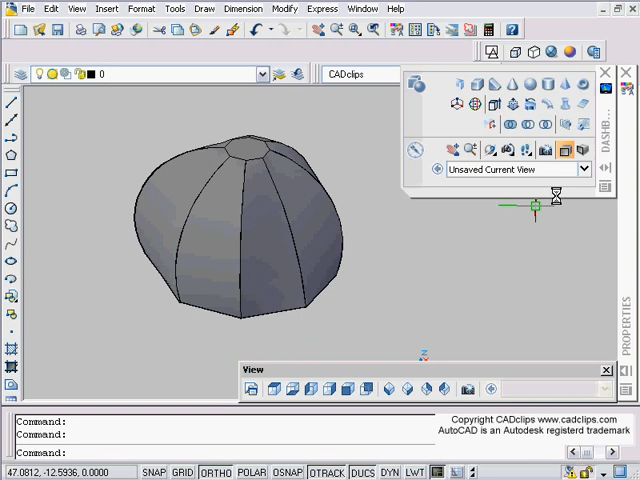 File Edit View Insert Format Tools Draw Dimension Modify Express Window Help
0
CADclips
DASHB...
Unsaved Current View
PROPERTIES
Z
View
Command:
Command:
Command:
Copyright CADclips www.cadclips.com
AutoCAD is an Autodesk registerd trademark
47.0812, -12.5936, 0.0000 SNAP GRID ORTHO POLAR OSNAP OTRACK DUCS DYN LWT